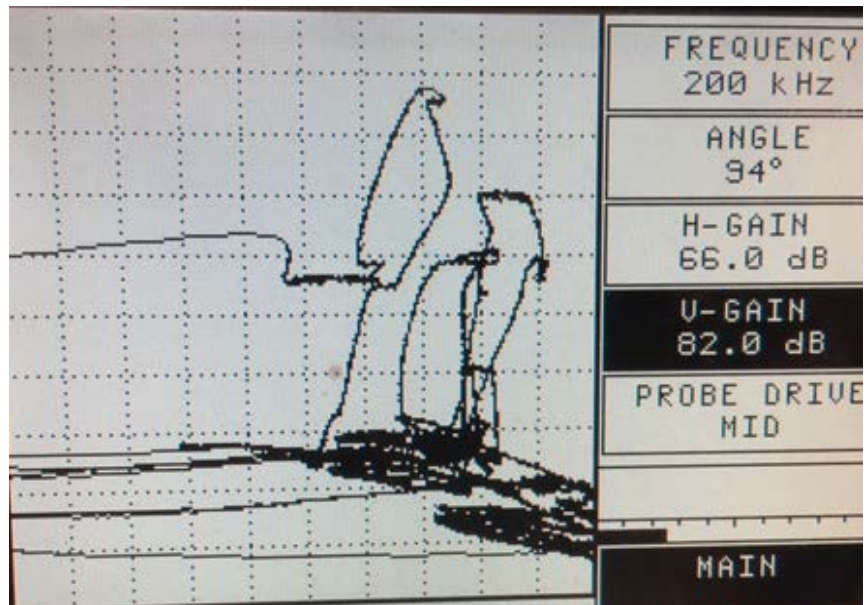 FREQUENCY
200 kHz
ANGLE
94°
H-GAIN
66.0 dB
V-GAIN
82.0 dB
PROBE DRIVE
MID
MAIN